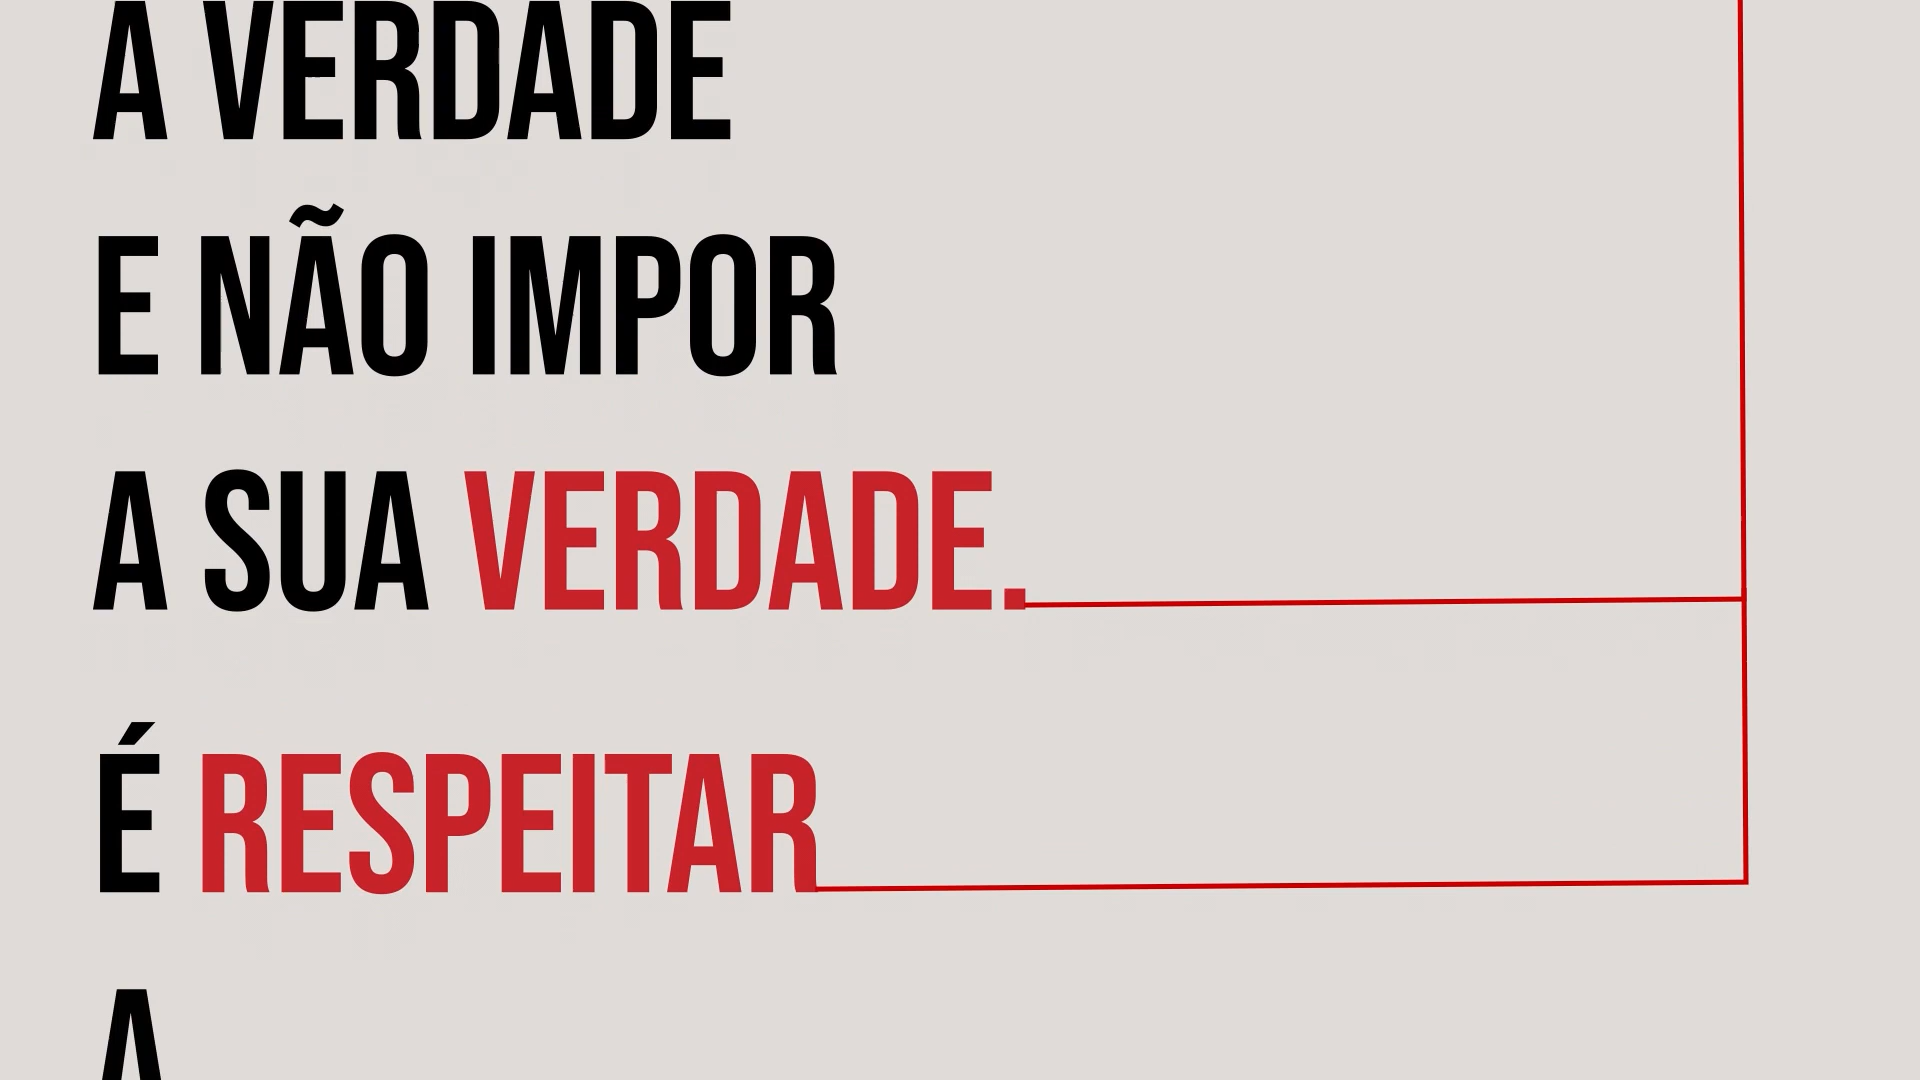 A VERDADE
E NÃO IMPOR
A SUA VERDADE.
É RESPEITAR
A